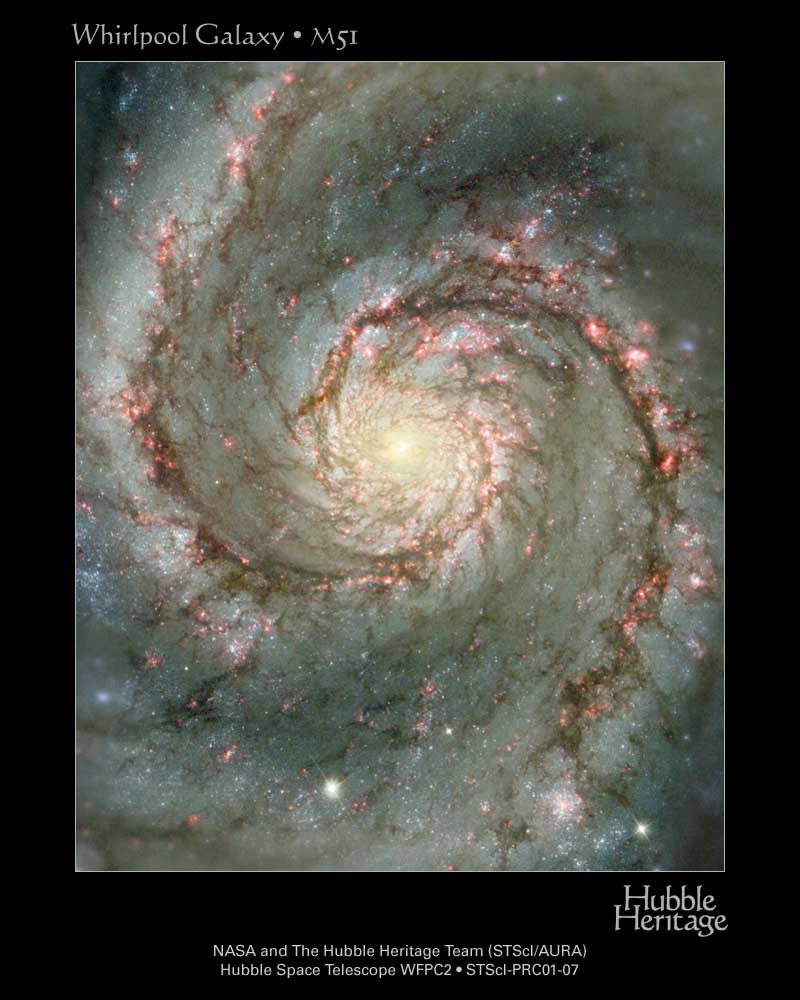 Whirlpool Galaxy • M51
Hubble
Heritage
NASA and The Hubble Heritage Team (STScI/AURA)
Hubble Space Telescope WFPC2 • STScI-PRC01-07